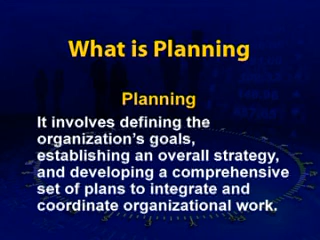 What is Planning
Planning
It involves defining the
organization's goals,
establishing an overall strategy,
and developing a comprehensive
set of plans to integrate and
coordinate organizational work.